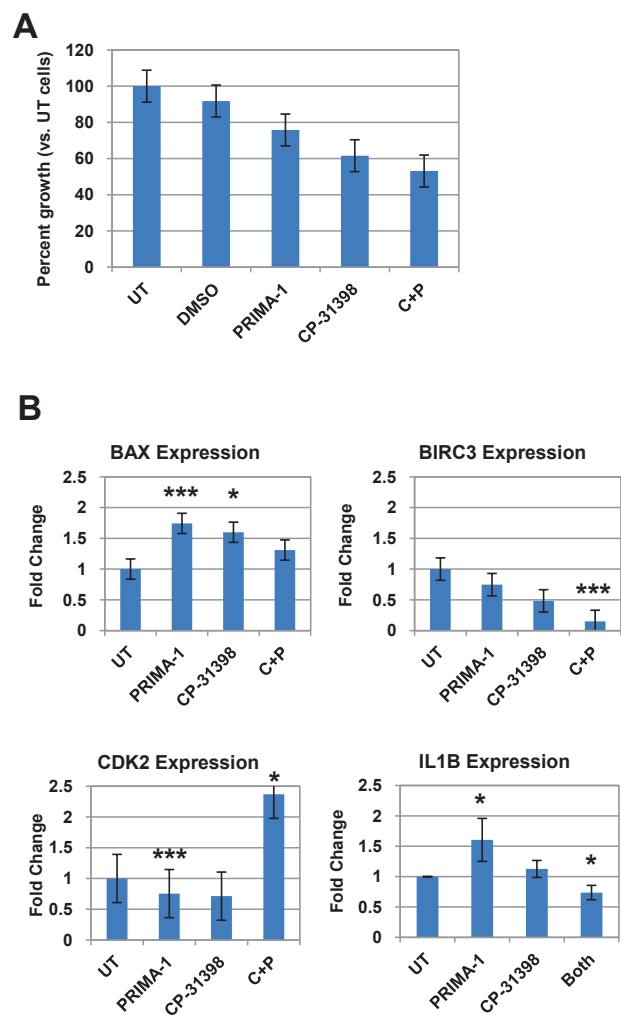 A
Percent growth (vs. UT cells)
120
100
80
60
40
20
0
UT
DMSO
PRIMA-1
CP-31398
C+P
B
BAX Expression
Fold Change
2.5
2
1.5
1
0.5
0
***
*
UT
PRIMA-1
CP-31398
C+P
BIRC3 Expression
Fold Change
2.5
2
1.5
1
0.5
0
***
UT
PRIMA-1
CP-31398
C+P
CDK2 Expression
Fold Change
2.5
2
1.5
1
0.5
0
***
*
UT
PRIMA-1
CP-31398
C+P
IL1B Expression
Fold Change
2.5
2
1.5
1
0.5
0
*
*
UT
PRIMA-1
CP-31398
Both